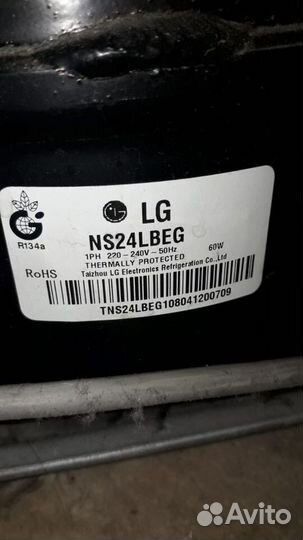 LG
R134a
NS24LBEG
1PH 220-240V-50Hz 60W
RoHS
THERMALLY PROTECTED
Taizhou LG Electronics Refrigeration Co.,Ltd
TNS24LBEG108041200709
Avito